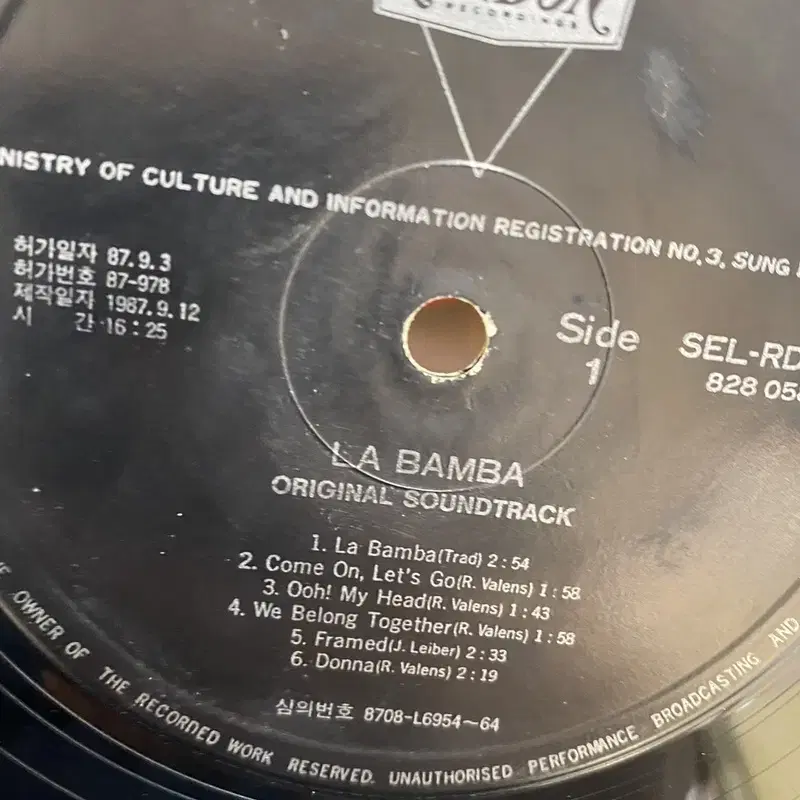 RECORDINGS
MINISTRY OF CULTURE AND INFORMATION REGISTRATION NO.3. SUNG
허가일자 87.9.3
허가번호 87-978
제작일자 1987.9.12
시 간 16:25
Side
1
SEL-RD
828 058
LA BAMBA
ORIGINAL SOUNDTRACK
1. La Bamba(Trad) 2:54
2. Come On, Let's Go(R. Valens) 1:58
3. Ooh! My Head(R. Valens) 1:43
4. We Belong Together(R. Valens) 1:58
5. Framed(J. Leiber) 2:33
6. Donna(R. Valens) 2:19
심의번호 8708-L6954~64
OWNER OF THE RECORDED WORK RESERVED. UNAUTHORISED PERFORMANCE BROADCASTING AND